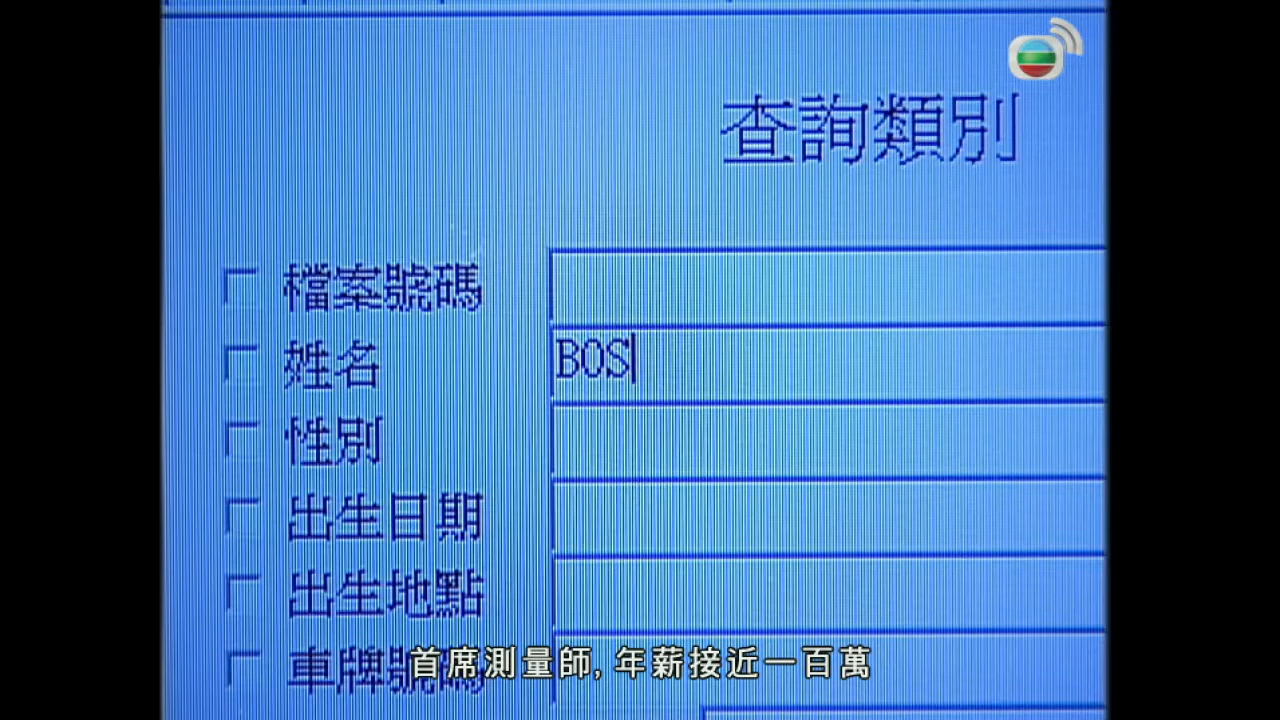 查詢類別
檔案號碼
姓名 BOS
性別
出生日期
出生地點
車牌號碼
首席測量師, 年薪接近一百萬